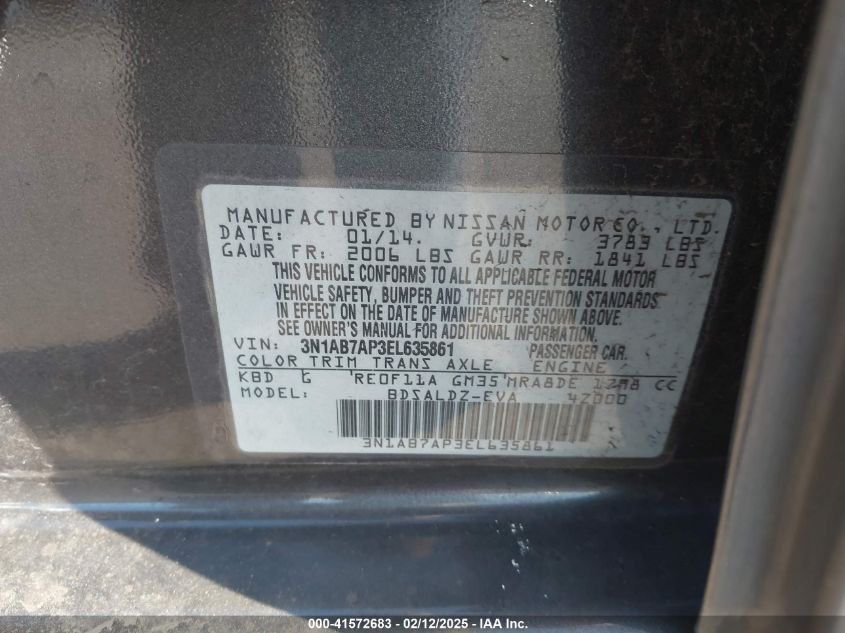 MANUFACTURED BY NISSAN MOTOR CO., LTD.
DATE: 01/14. GVWR: 3783 LBS
GAWR FR: 2006 LBS GAWR RR: 1841 LBS
THIS VEHICLE CONFORMS TO ALL APPLICABLE FEDERAL MOTOR
VEHICLE SAFETY, BUMPER AND THEFT PREVENTION STANDARDS
IN EFFECT ON THE DATE OF MANUFACTURE SHOWN ABOVE.
SEE OWNER'S MANUAL FOR ADDITIONAL INFORMATION.
VIN: 3N1AB7AP3EL635861 PASSENGER CAR.
COLOR TRIM TRANS AXLE ENGINE
KBD G RE0F11A GM35 MRA8DE 1798 CC
MODEL: BDSALDZ-EVA 4Z000
3N1AB7AP3EL635861
000-41572683 - 02/12/2025 - IAA, Inc.